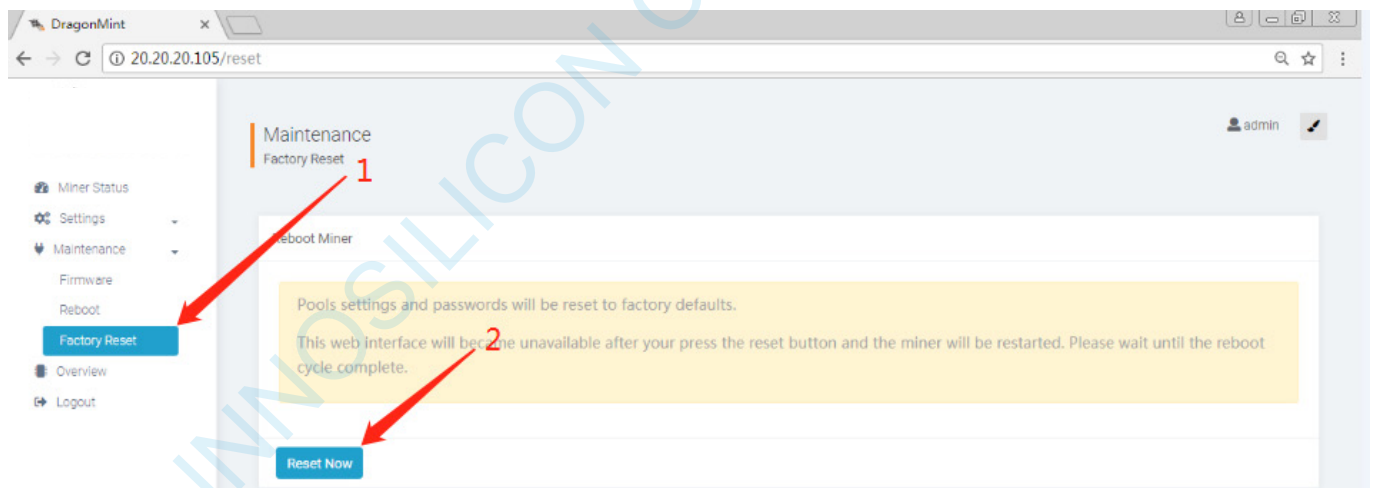 DragonMint
20.20.20.105/reset
admin
Maintenance
Factory Reset
1
Miner Status
Settings
Maintenance
Firmware
Reboot
Factory Reset
Overview
Logout
Reboot Miner
Pools settings and passwords will be reset to factory defaults.
This web interface will became unavailable after your press the reset button and the miner will be restarted. Please wait until the reboot
cycle complete.
2
Reset Now
INNOSILICON